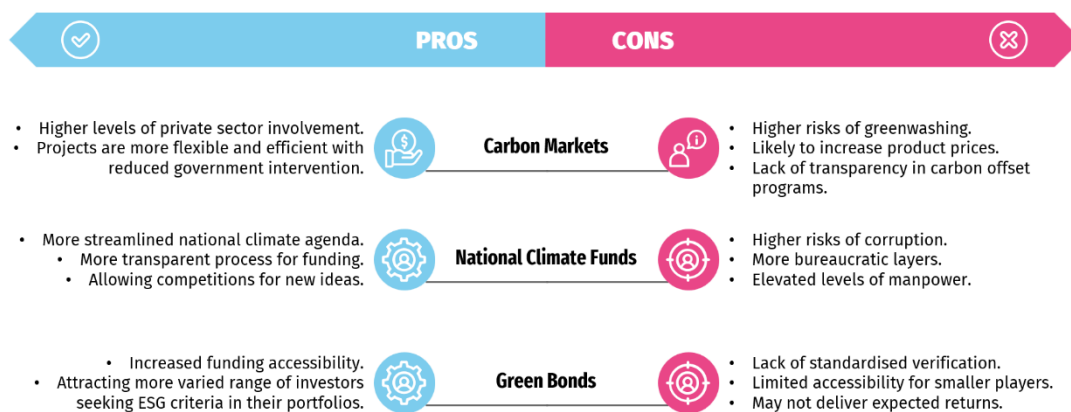 PROS
CONS
• Higher levels of private sector involvement.
• Projects are more flexible and efficient with
reduced government intervention.
Carbon Markets
• Higher risks of greenwashing.
• Likely to increase product prices.
• Lack of transparency in carbon offset
programs.
• More streamlined national climate agenda.
• More transparent process for funding.
• Allowing competitions for new ideas.
National Climate Funds
• Higher risks of corruption.
• More bureaucratic layers.
• Elevated levels of manpower.
• Increased funding accessibility.
• Attracting more varied range of investors
seeking ESG criteria in their portfolios.
Green Bonds
• Lack of standardised verification.
• Limited accessibility for smaller players.
• May not deliver expected returns.